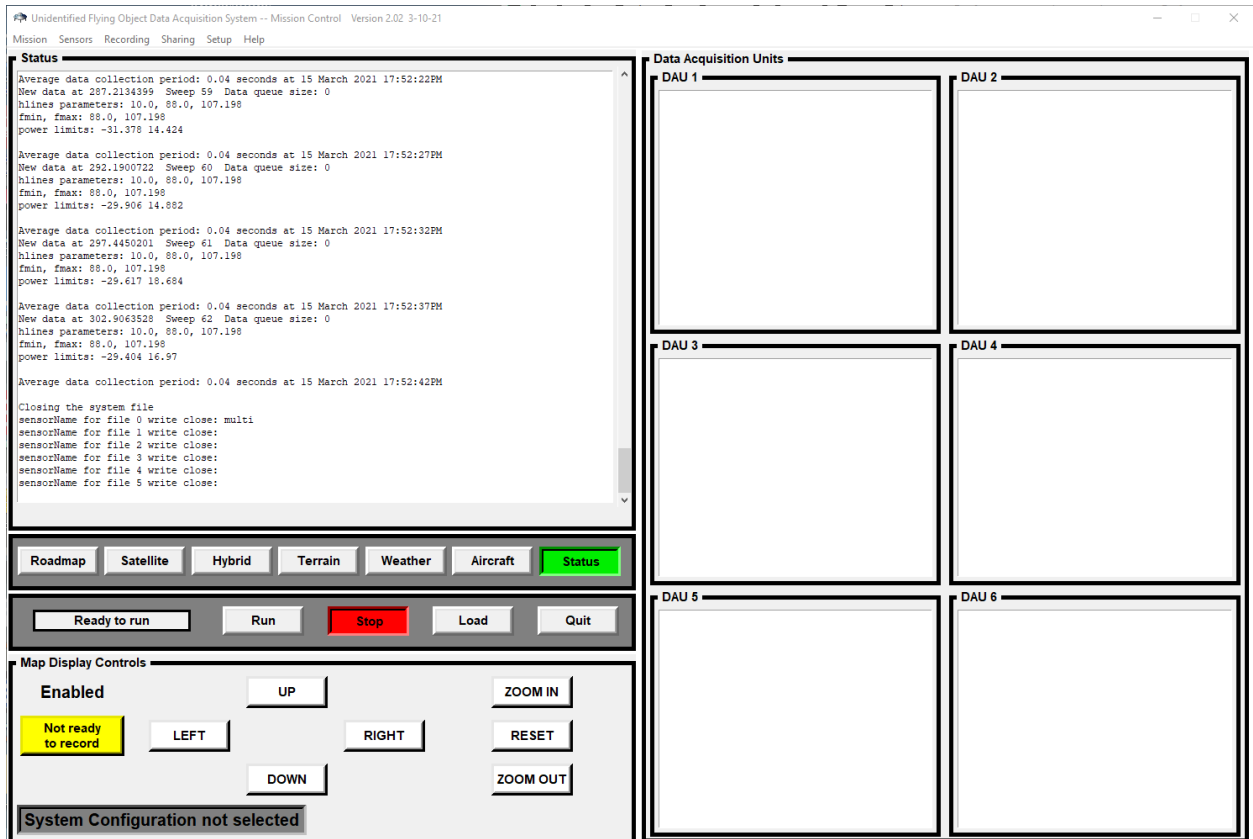 Unidentified Flying Object Data Acquisition System -- Mission Control Version 2.02 3-10-21
Mission Sensors Recording Sharing Setup Help
Status
Average data collection period: 0.04 seconds at 15 March 2021 17:52:22PM
New data at 287.2134399 Sweep 59 Data queue size: 0
hlines parameters: 10.0, 88.0, 107.198
fmin, fmax: 88.0, 107.198
power limits: -31.378 14.424
Average data collection period: 0.04 seconds at 15 March 2021 17:52:27PM
New data at 292.1900722 Sweep 60 Data queue size: 0
hlines parameters: 10.0, 88.0, 107.198
fmin, fmax: 88.0, 107.198
power limits: -29.906 14.882
Average data collection period: 0.04 seconds at 15 March 2021 17:52:32PM
New data at 297.4450201 Sweep 61 Data queue size: 0
hlines parameters: 10.0, 88.0, 107.198
fmin, fmax: 88.0, 107.198
power limits: -29.617 18.684
Average data collection period: 0.04 seconds at 15 March 2021 17:52:37PM
New data at 302.9063528 Sweep 62 Data queue size: 0
hlines parameters: 10.0, 88.0, 107.198
fmin, fmax: 88.0, 107.198
power limits: -29.404 16.97
Average data collection period: 0.04 seconds at 15 March 2021 17:52:42PM
Closing the system file
sensorName for file 0 write close: multi
sensorName for file 1 write close:
sensorName for file 2 write close:
sensorName for file 3 write close:
sensorName for file 4 write close:
sensorName for file 5 write close:
Roadmap Satellite Hybrid Terrain Weather Aircraft Status
Ready to run Run Stop Load Quit
Map Display Controls
Enabled UP ZOOM IN
Not ready
to record
LEFT RIGHT RESET
DOWN ZOOM OUT
System Configuration not selected
Data Acquisition Units
DAU 1 DAU 2
DAU 3 DAU 4
DAU 5 DAU 6